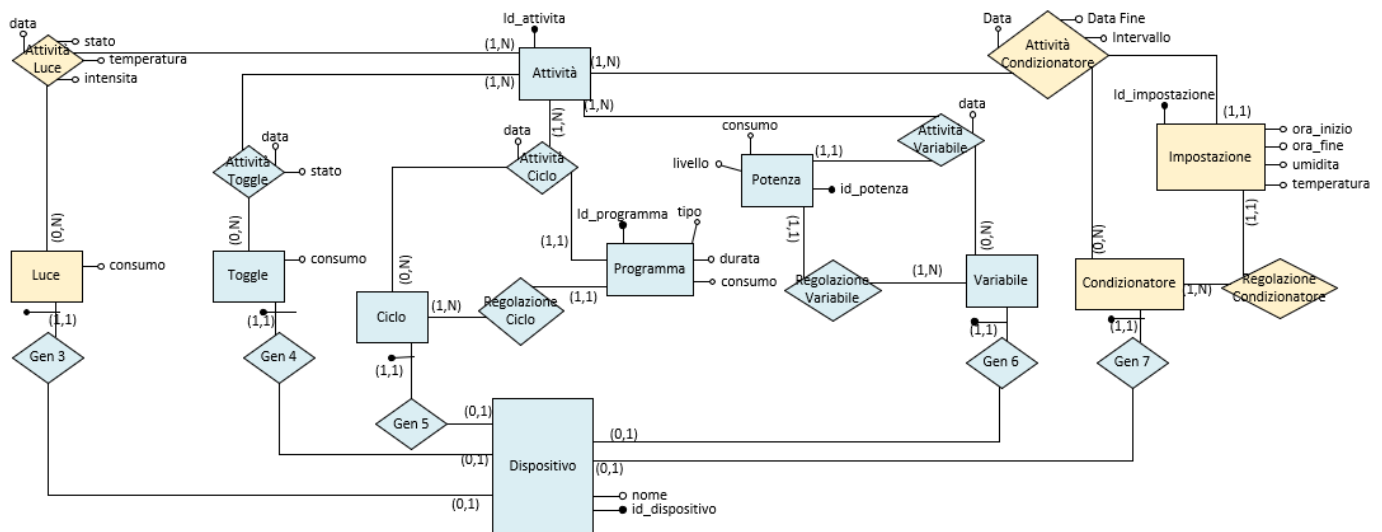 data
Id_attivita
Data
Data Fine
stato
(1,N)
Intervallo
Attività
Luce
temperatura
intensita
(1,N)
Attività
(1,N)
Attività
Condizionatore
(1,N)
data
(1,N)
data
Id_impostazione
(1,1)
data
consumo
Attività
Variabile
ora_inizio
ora_fine
umidita
temperatura
Impostazione
Attività
Toggle
stato
Attività
Ciclo
livello
Potenza
(1,1)
id_potenza
(0,N)
(0,N)
Id_programma
tipo
(1,1)
(1,1)
(0,N)
(0,N)
(1,1)
Luce
consumo
Toggle
consumo
(0,N)
Programma
durata
consumo
Regolazione
Variabile
(1,N)
Variabile
Condizionatore
(1,N)
Regolazione
Condizionatore
(1,1)
(1,1)
Ciclo
(1,N)
Regolazione
Ciclo
(1,1)
(1,1)
(1,1)
Gen 3
Gen 4
(1,1)
Gen 6
Gen 7
Gen 5
(0,1)
(0,1)
(0,1)
Dispositivo
(0,1)
(0,1)
nome
id_dispositivo